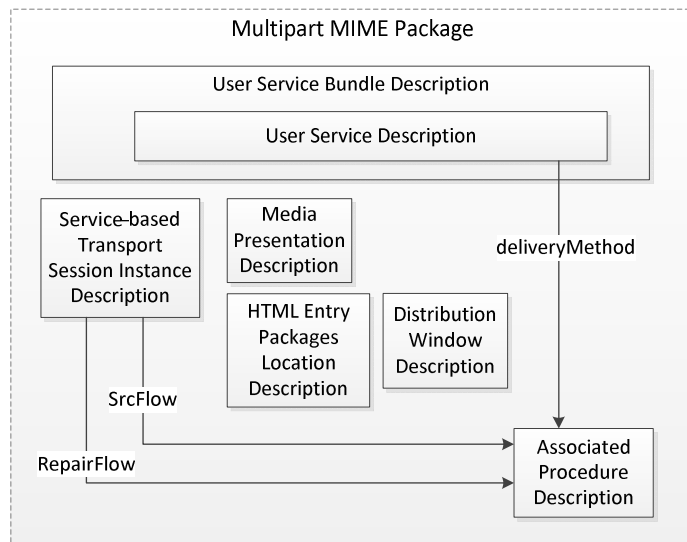 Multipart MIME Package
User Service Bundle Description
User Service Description
Service-based
Transport
Session Instance
Description
Media
Presentation
Description
deliveryMethod
HTML Entry
Packages
Location
Description
Distribution
Window
Description
SrcFlow
RepairFlow
Associated
Procedure
Description